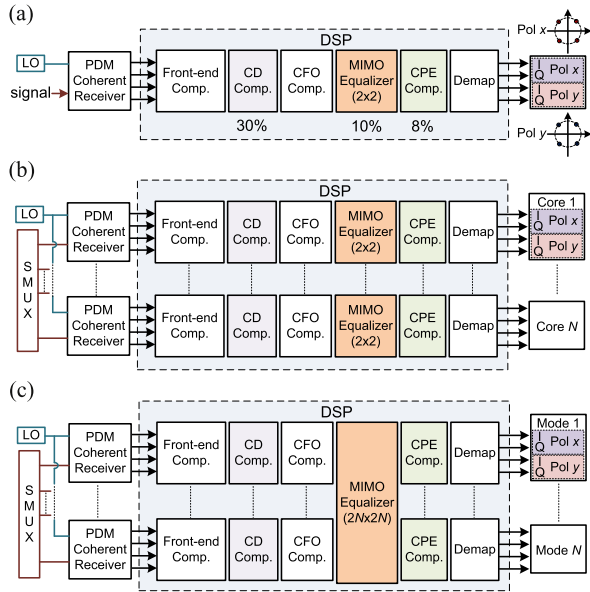 (a)
DSP
Pol x
LO
PDM
Coherent
Receiver
signal
Front-end
Comp.
CD
Comp.
CFO
Comp.
MIMO
Equalizer
(2x2)
CPE
Comp.
Demap
I
Q
Pol x
I
Q
Pol y
30%
10%
8%
Pol y
(b)
DSP
LO
S
M
U
X
PDM
Coherent
Receiver
Front-end
Comp.
CD
Comp.
CFO
Comp.
MIMO
Equalizer
(2x2)
CPE
Comp.
Demap
Core 1
I
Q
Pol x
I
Q
Pol y
PDM
Coherent
Receiver
Front-end
Comp.
CD
Comp.
CFO
Comp.
MIMO
Equalizer
(2x2)
CPE
Comp.
Demap
Core N
(c)
DSP
LO
S
M
U
X
PDM
Coherent
Receiver
Front-end
Comp.
CD
Comp.
CFO
Comp.
MIMO
Equalizer
(2Nx2N)
CPE
Comp.
Demap
Mode 1
I
Q
Pol x
I
Q
Pol y
PDM
Coherent
Receiver
Front-end
Comp.
CD
Comp.
CFO
Comp.
CPE
Comp.
Demap
Mode N